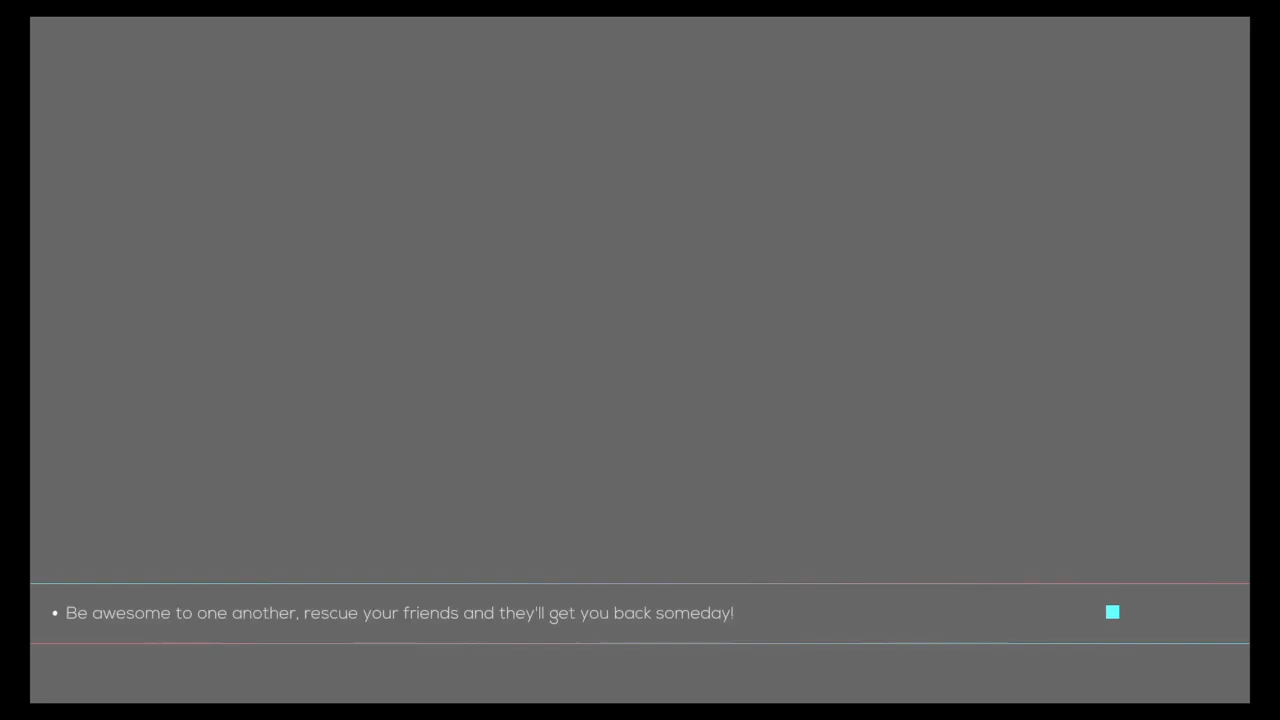 • Be awesome to one another, rescue your friends and they'll get you back someday!